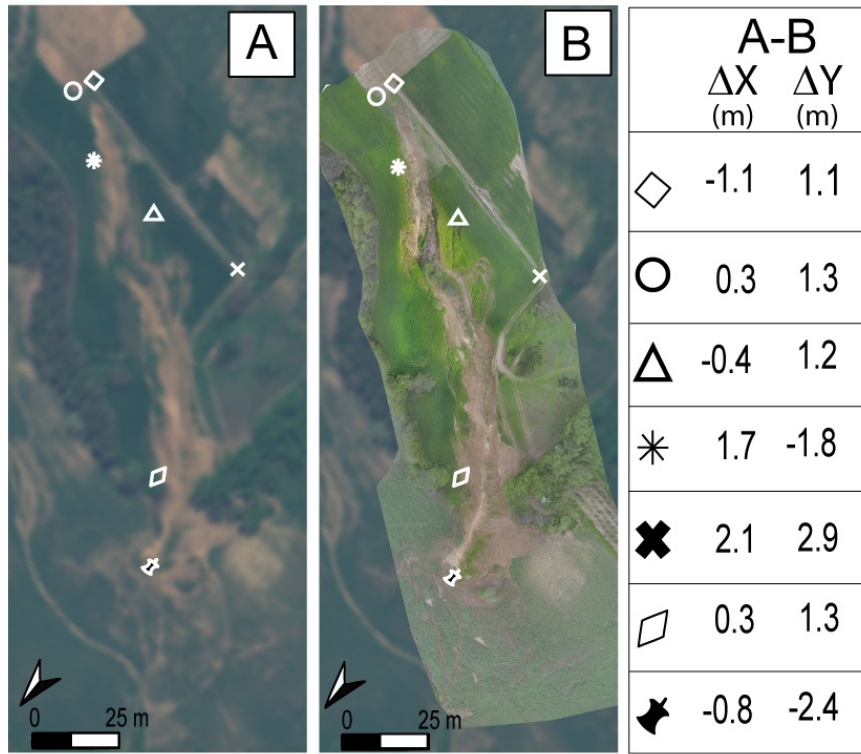 A
B
A-B
ΔX ΔY
(m) (m)
-1.1 1.1
0.3 1.3
-0.4 1.2
1.7 -1.8
2.1 2.9
0.3 1.3
-0.8 -2.4
0 25 m
0 25 m